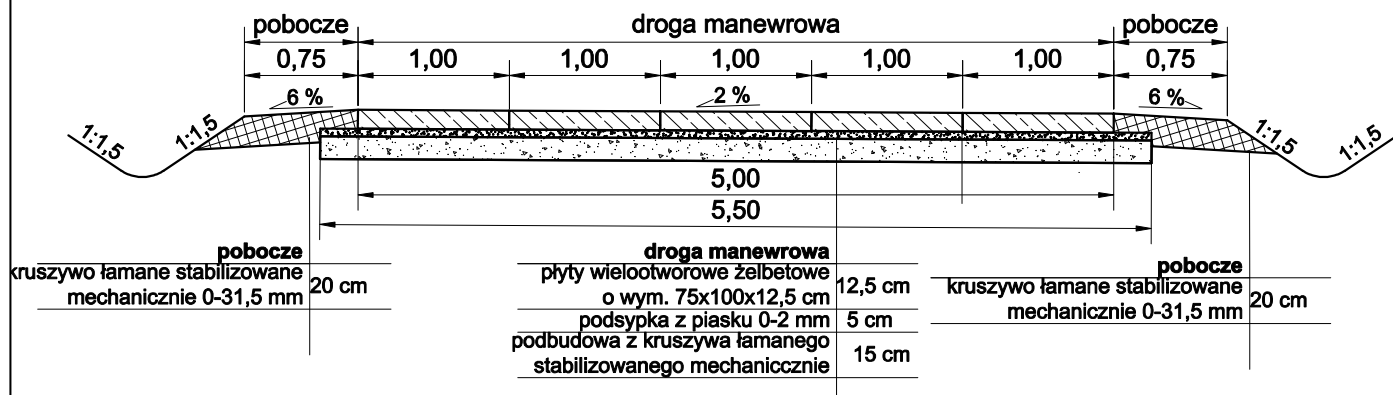 pobocze droga manewrowa pobocze
0,75 1,00 1,00 1,00 1,00 1,00 0,75
6 % 2 % 6 %
1:1,5 1:1,5 1:1,5 1:1,5
5,00
5,50
pobocze
kruszywo łamane stabilizowane
mechanicznie 0-31,5 mm 20 cm
droga manewrowa
płyty wielootworowe żelbetowe
o wym. 75x100x12,5 cm 12,5 cm
podsypka z piasku 0-2 mm 5 cm
podbudowa z kruszywa łamanego
stabilizowanego mechaniccznie 15 cm
pobocze
kruszywo łamane stabilizowane
mechanicznie 0-31,5 mm 20 cm